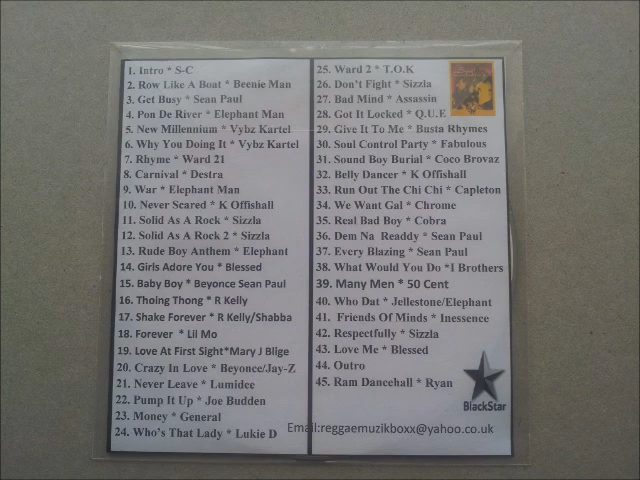 1. Intro * S-C
2. Row Like A Boat * Beenie Man
3. Get Busy * Sean Paul
4. Pon De River * Elephant Man
5. New Millennium * Vybz Kartel
6. Why You Doing It * Vybz Kartel
7. Rhyme * Ward 21
8. Carnival * Destra
9. War * Elephant Man
10. Never Scared * K Offishall
11. Solid As A Rock * Sizzla
12. Solid As A Rock 2 * Sizzla
13. Rude Boy Anthem * Elephant
14. Girls Adore You * Blessed
15. Baby Boy * Beyonce Sean Paul
16. Thoing Thong * R Kelly
17. Shake Forever * R Kelly/Shabba
18. Forever * Lil Mo
19. Love At First Sight*Mary J Blige
20. Crazy In Love * Beyonce/Jay-Z
21. Never Leave * Lumidee
22. Pump It Up * Joe Budden
23. Money * General
24. Who's That Lady * Lukie D
25. Ward 2 * T.O.K
26. Don't Fight * Sizzla
27. Bad Mind * Assassin
28. Got It Locked * Q.U.E
29. Give It To Me * Busta Rhymes
30. Soul Control Party * Fabulous
31. Sound Boy Burial * Coco Brovaz
32. Belly Dancer * K Offishall
33. Run Out The Chi Chi * Capleton
34. We Want Gal * Chrome
35. Real Bad Boy * Cobra
36. Dem Na Readdy * Sean Paul
37. Every Blazing * Sean Paul
38. What Would You Do *I Brothers
39. Many Men * 50 Cent
40. Who Dat * Jellestone/Elephant
41. Friends Of Minds * Inessence
42. Respectfully * Sizzla
43. Love Me * Blessed
44. Outro
45. Ram Dancehall * Ryan
BlackStar
Email:reggaemuzikboxx@yahoo.co.uk